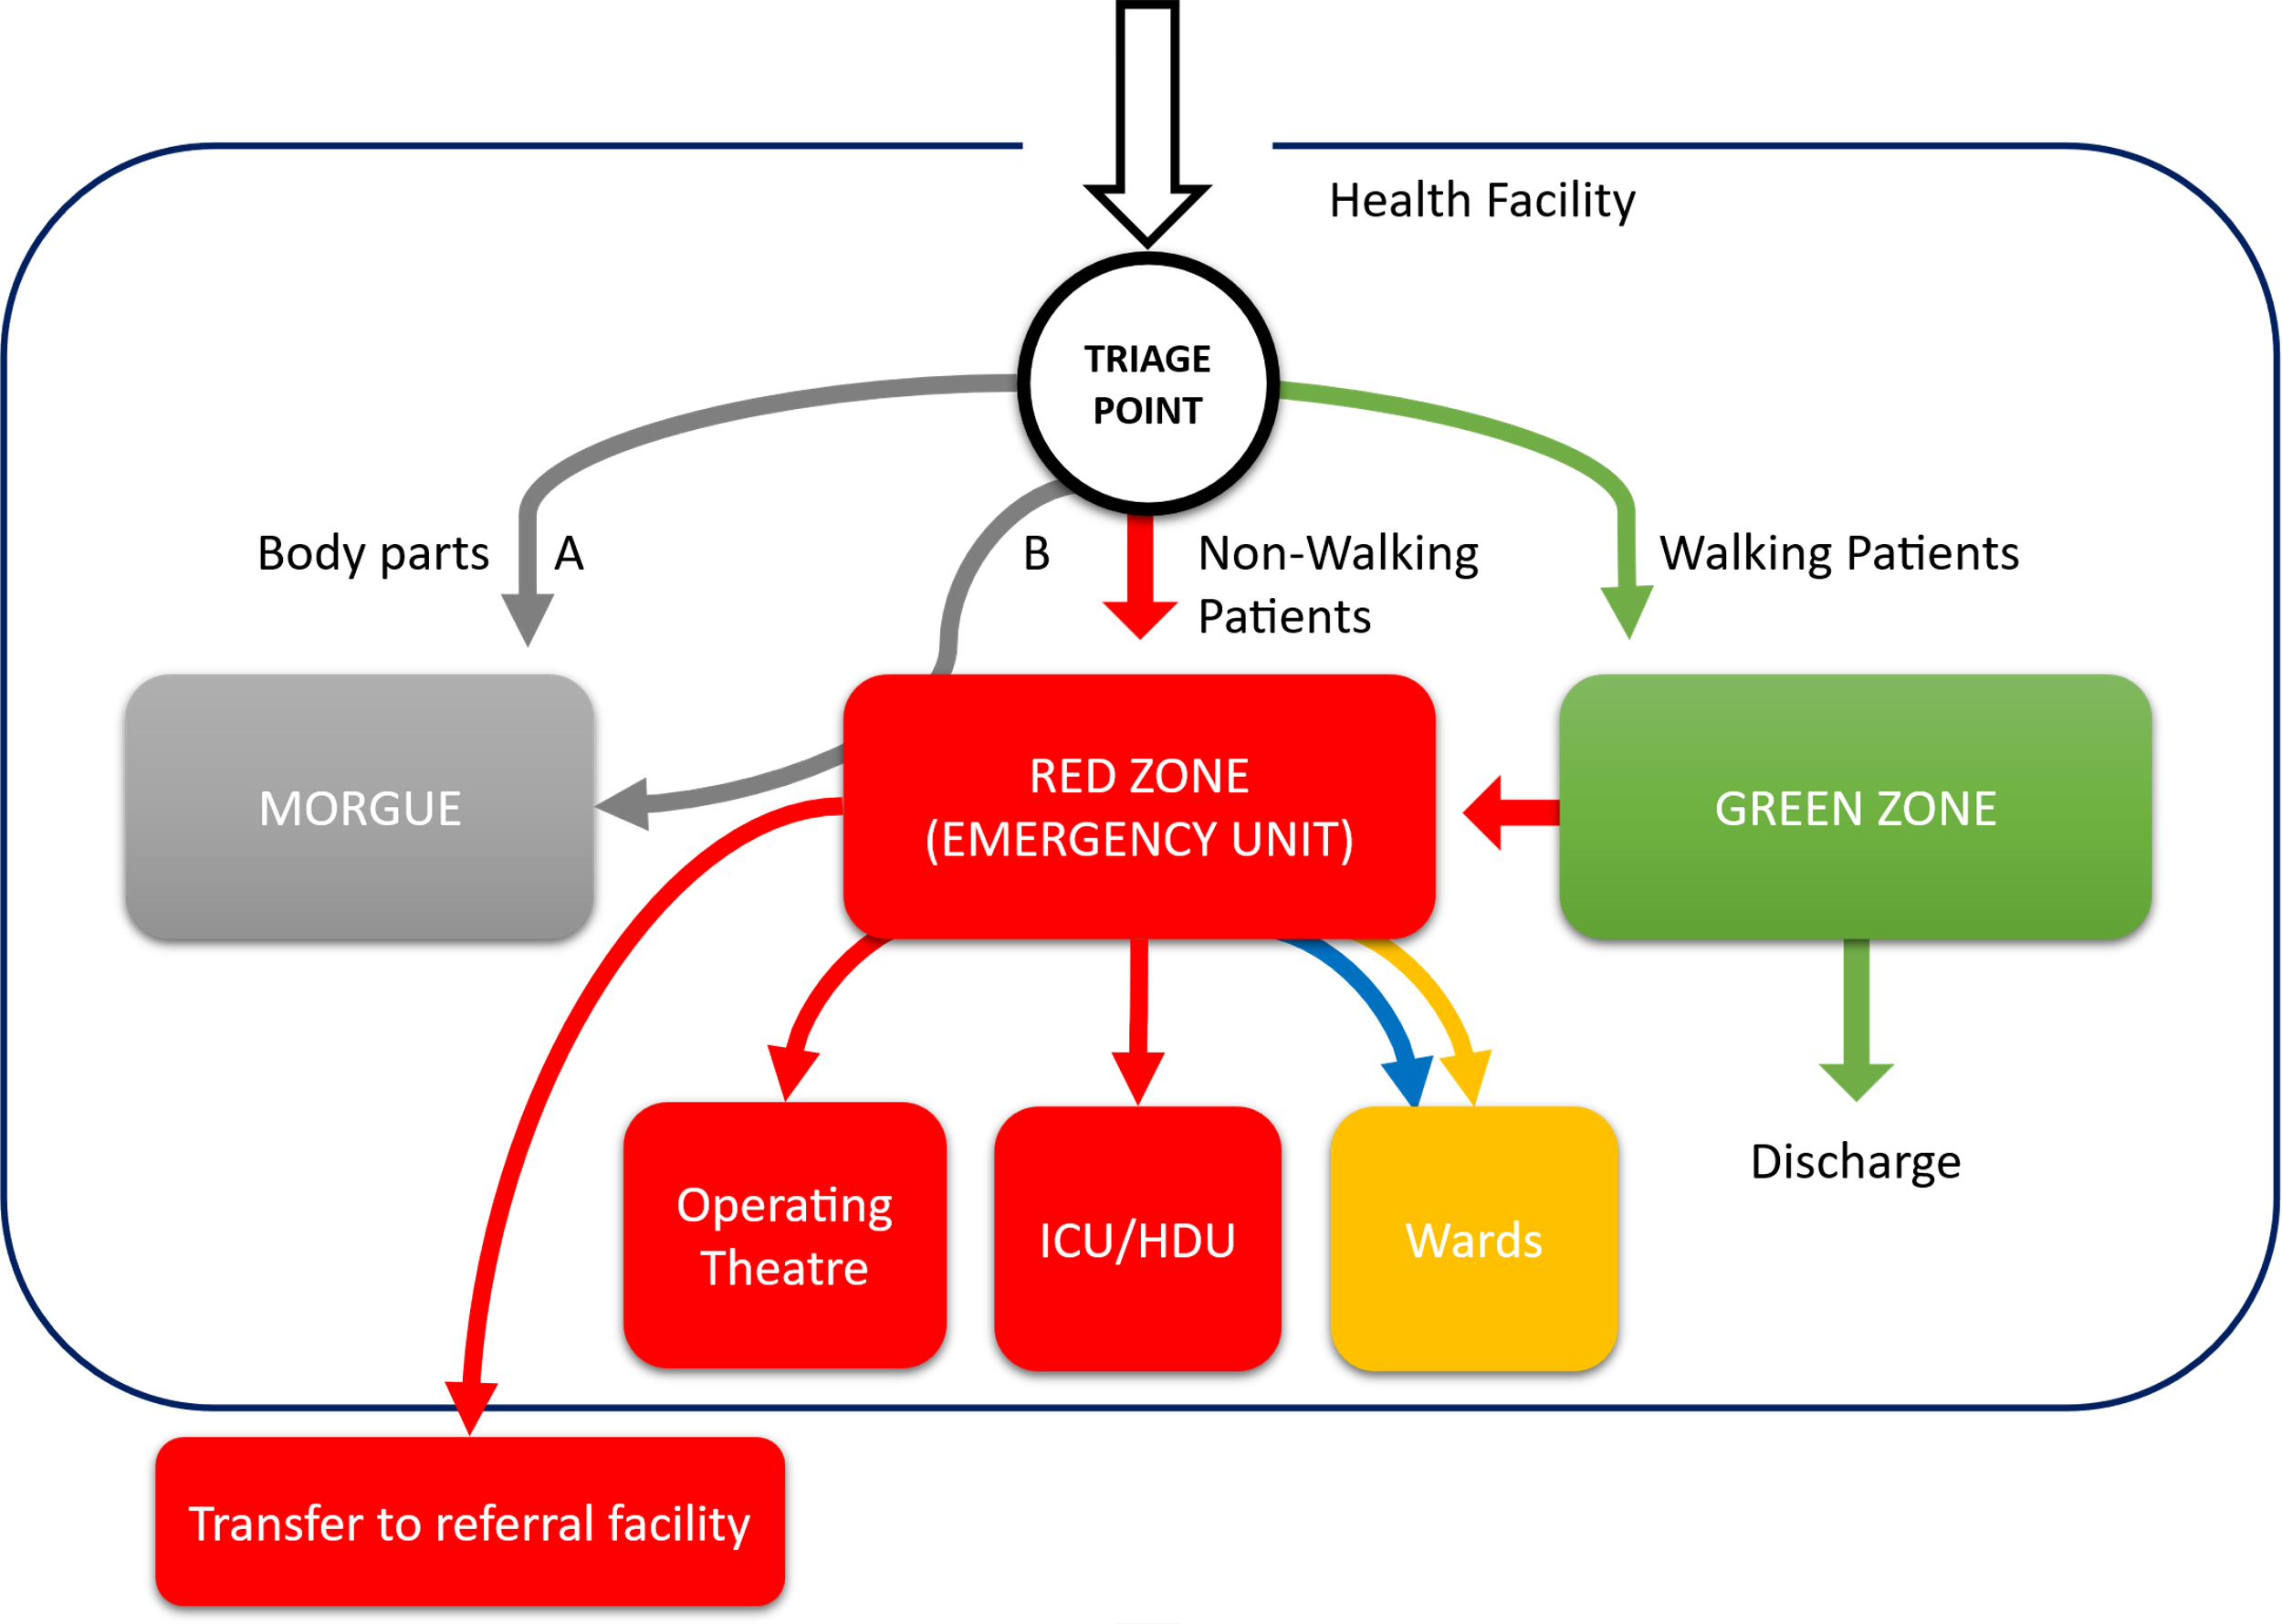 Health Facility
TRIAGE
POINT
Body parts
A
B
Non-Walking
Patients
Walking Patients
MORGUE
RED ZONE
(EMERGENCY UNIT)
GREEN ZONE
Operating
Theatre
ICU/HDU
Wards
Discharge
Transfer to referral facility